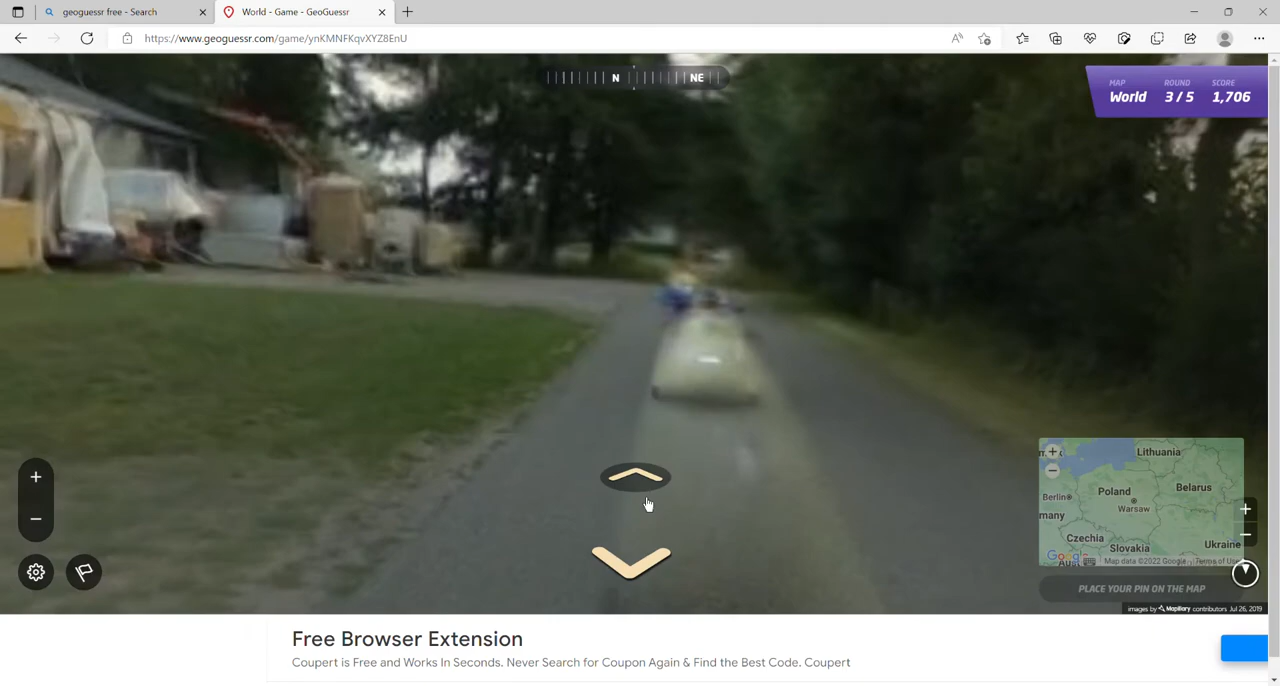 geoguessr free - Search
World - Game - GeoGuessr
https://www.geoguessr.com/game/ynKMNFKqvXYZ8EnU
N
NE
MAP
World
ROUND
3 / 5
SCORE
1,706
Lithuania
Berlin
Poland
Belarus
Warsaw
many
Czechia
Slovakia
Ukraine
Google
Map data ©2022 Google
Terms of Use
PLACE YOUR PIN ON THE MAP
images by Mapillary contributors Jul 26, 2019
Free Browser Extension
Coupert is Free and Works In Seconds. Never Search for Coupon Again & Find the Best Code. Coupert